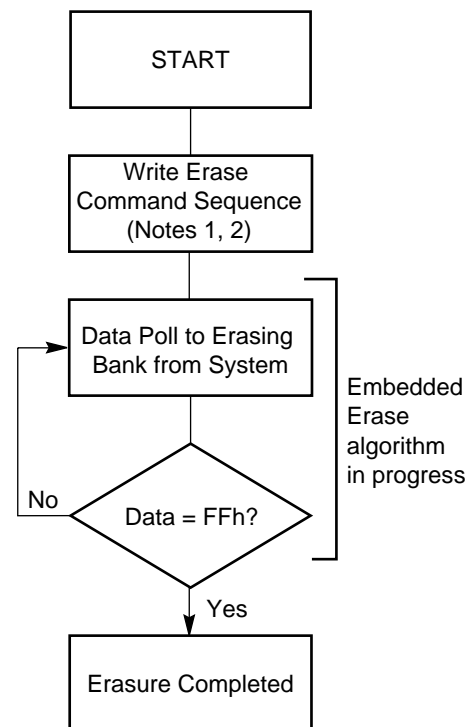 START
Write Erase
Command Sequence
(Notes 1, 2)
Data Poll to Erasing
Bank from System
Embedded
Erase
algorithm
in progress
No
Data = FFh?
Yes
Erasure Completed